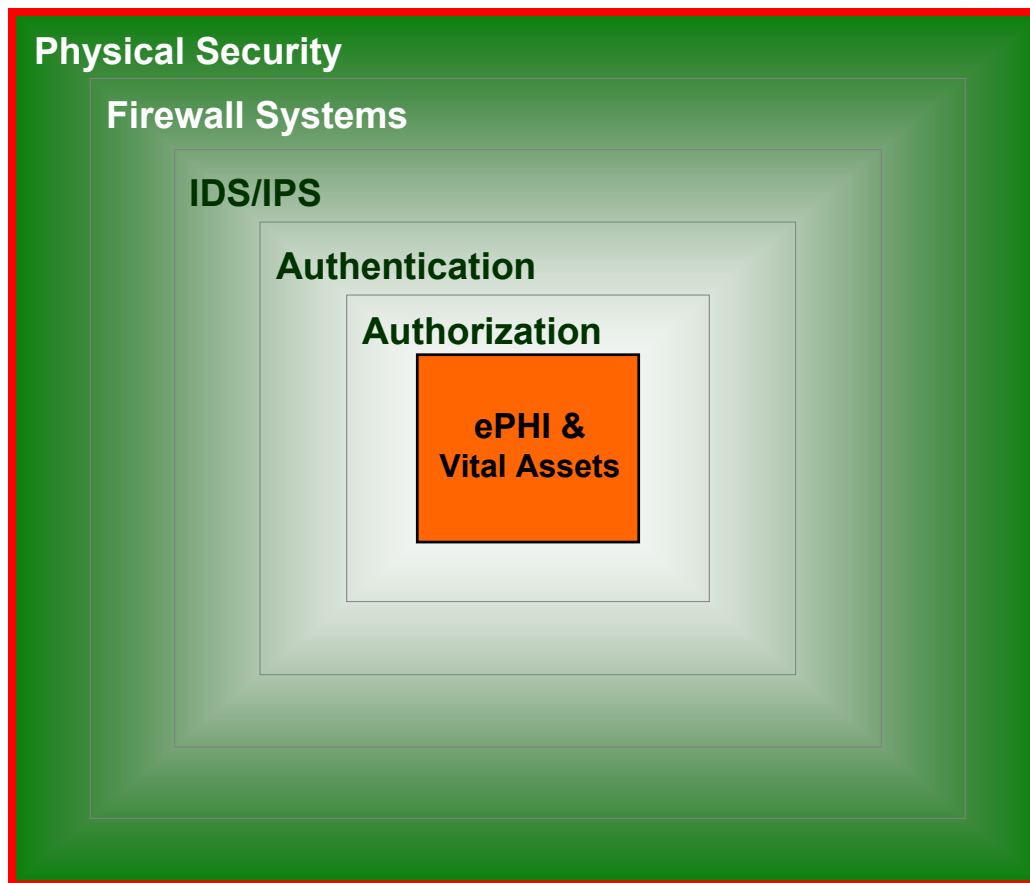 Physical Security
Firewall Systems
IDS/IPS
Authentication
Authorization
ePHI &
Vital Assets